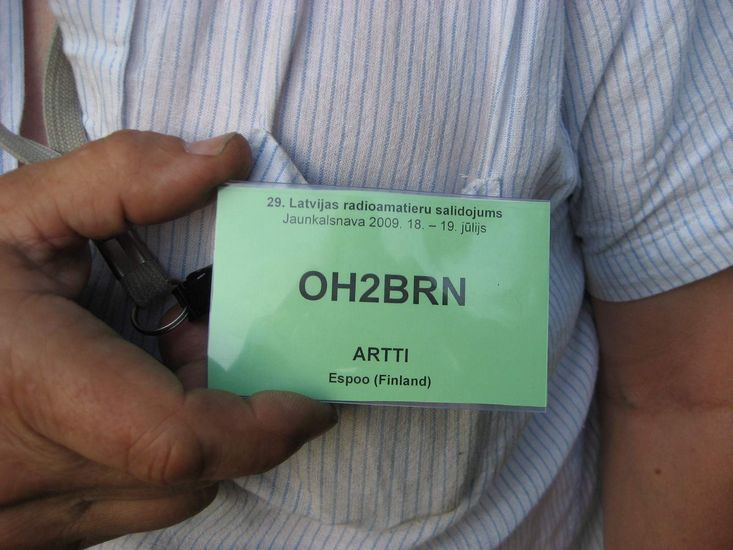 29. Latvijas radioamatieru salidojums
Jaunkalsnava 2009. 18. – 19. jūlijs
OH2BRN
ARTTI
Espoo (Finland)